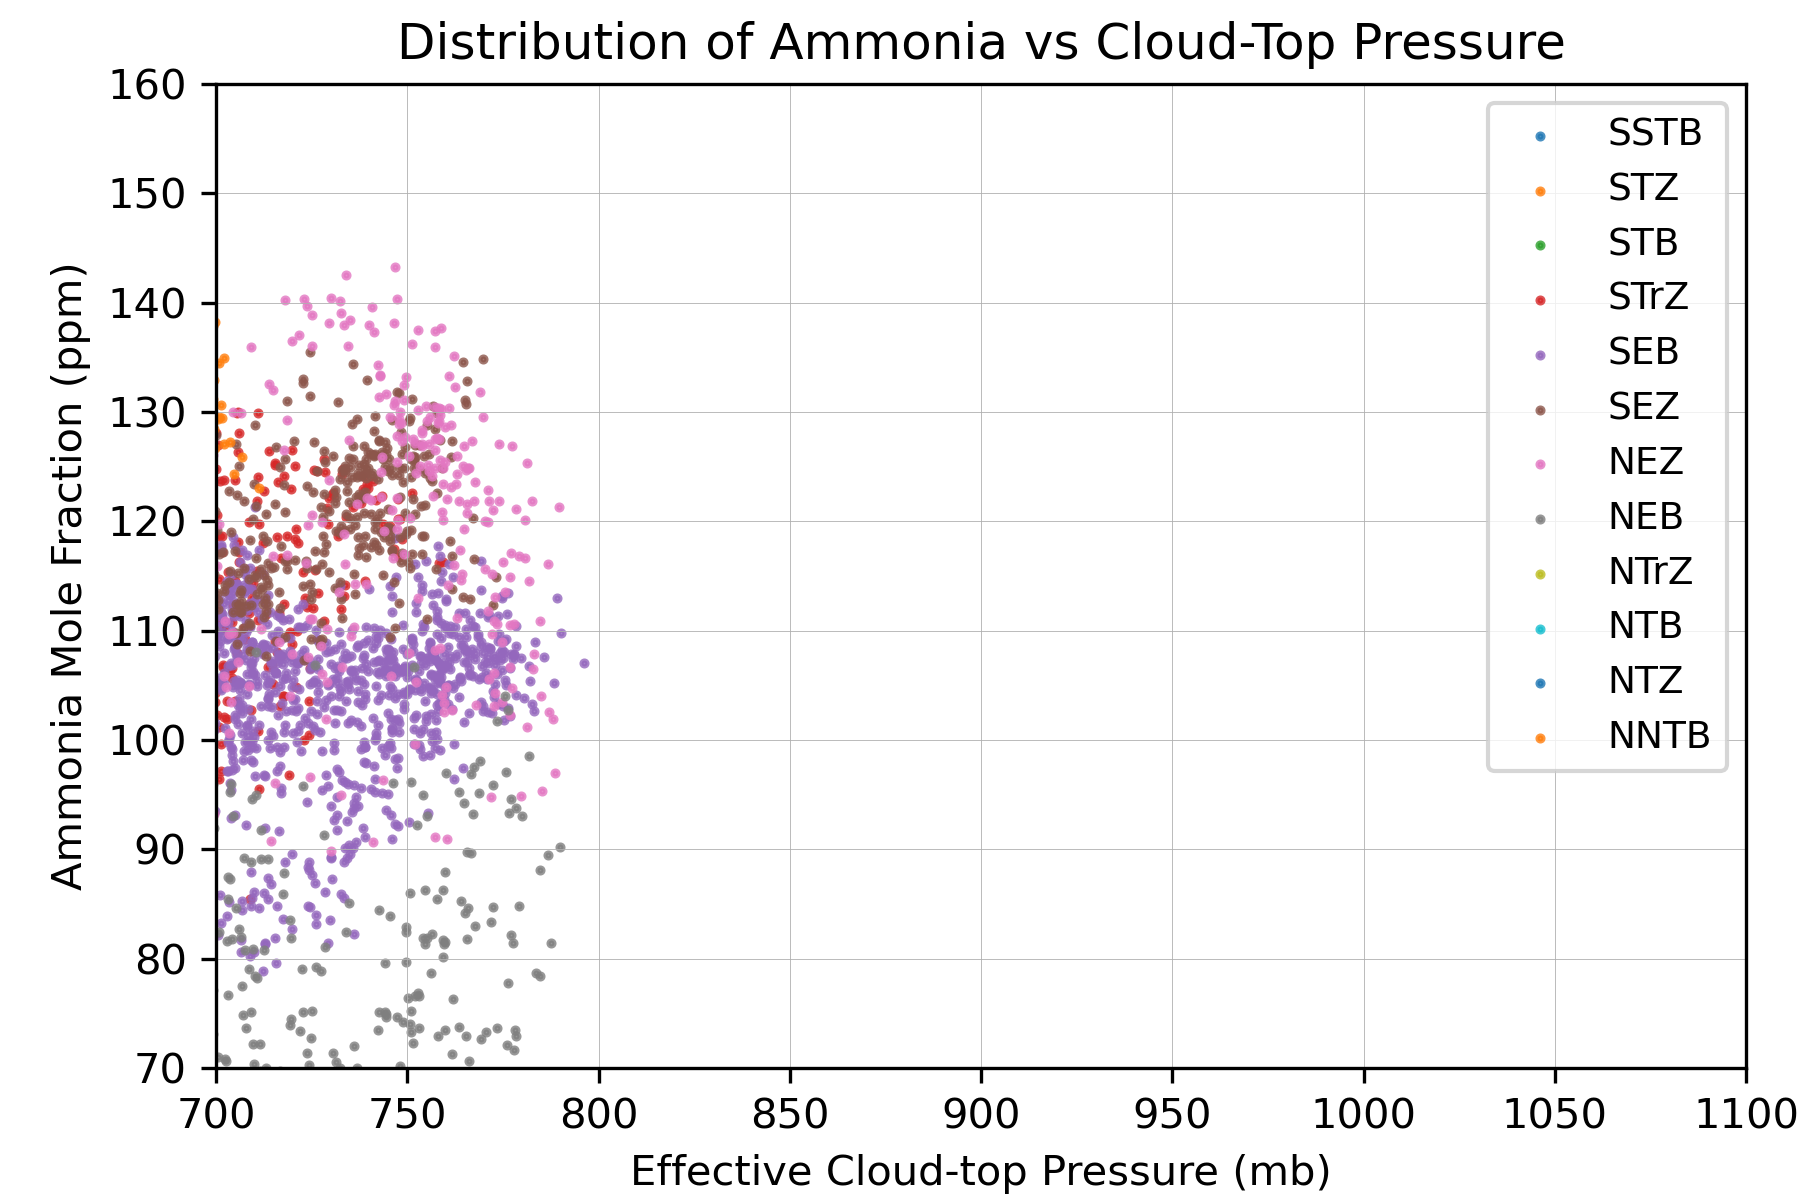 Distribution of Ammonia vs Cloud-Top Pressure
Ammonia Mole Fraction (ppm)
160
150
140
130
120
110
100
90
80
70
700 750 800 850 900 950 1000 1050 1100
Effective Cloud-top Pressure (mb)
SSTB
STZ
STB
STrZ
SEB
SEZ
NEZ
NEB
NTrZ
NTB
NTZ
NNTB